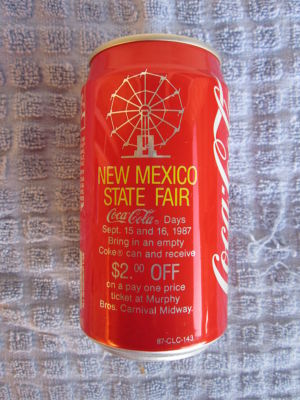 NEW MEXICO
STATE FAIR
Coca-Cola® Days
Sept. 15 and 16, 1987
Bring in an empty
Coke® can and receive
$2.00 OFF
on a pay one price
ticket at Murphy
Bros. Carnival Midway.
87-CLC-143
Coca-Cola